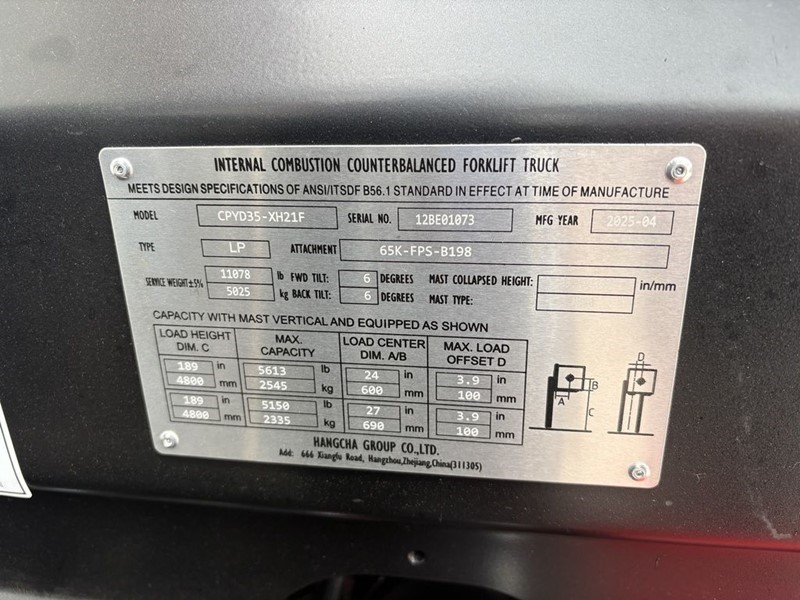 INTERNAL COMBUSTION COUNTERBALANCED FORKLIFT TRUCK
MEETS DESIGN SPECIFICATIONS OF ANSI/ITSDF B56.1 STANDARD IN EFFECT AT TIME OF MANUFACTURE
MODEL CPYD35-XH21F SERIAL NO. 12BE01073 MFG YEAR 2025-04
TYPE LP ATTACHMENT 65K-FPS-B198
SERVICE WEIGHT±5% 11078 lb FWD TILT: 6 DEGREES MAST COLLAPSED HEIGHT: in/mm
5025 kg BACK TILT: 6 DEGREES MAST TYPE:
CAPACITY WITH MAST VERTICAL AND EQUIPPED AS SHOWN
LOAD HEIGHT DIM. C MAX. CAPACITY LOAD CENTER DIM. A/B MAX. LOAD OFFSET D
189 in 5613 lb 24 in 3.9 in
4800 mm 2545 kg 600 mm 100 mm
189 in 5150 lb 27 in 3.9 in
4800 mm 2335 kg 690 mm 100 mm
A B C D
HANGCHA GROUP CO.,LTD.
Add: 666 Xianglu Road, Hangzhou,Zhejiang,China(311305)